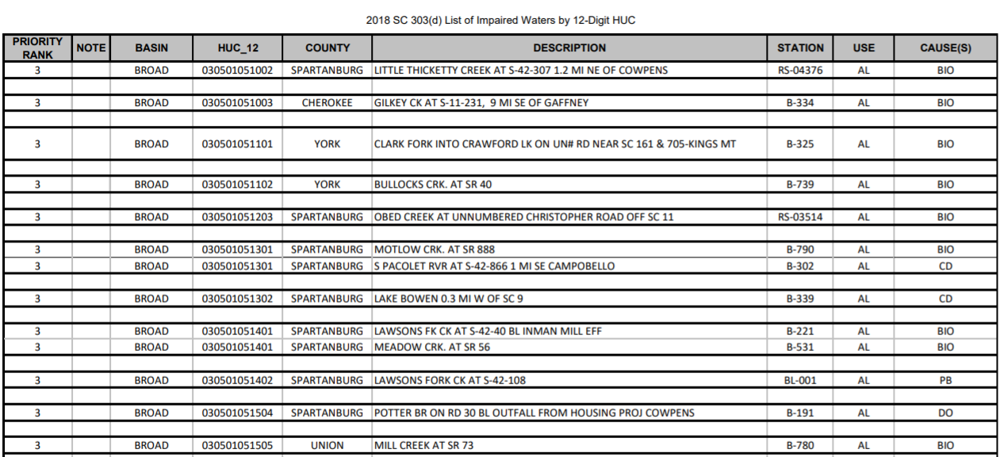 2018 SC 303(d) List of Impaired Waters by 12-Digit HUC
PRIORITY RANK NOTE BASIN HUC_12 COUNTY DESCRIPTION STATION USE CAUSE(S)
3 BROAD 030501051002 SPARTANBURG LITTLE THICKETTY CREEK AT S-42-307 1.2 MI NE OF COWPENS RS-04376 AL BIO
3 BROAD 030501051003 CHEROKEE GILKEY CK AT S-11-231, 9 MI SE OF GAFFNEY B-334 AL BIO
3 BROAD 030501051101 YORK CLARK FORK INTO CRAWFORD LK ON UN# RD NEAR SC 161 & 705-KINGS MT B-325 AL BIO
3 BROAD 030501051102 YORK BULLOCKS CRK. AT SR 40 B-739 AL BIO
3 BROAD 030501051203 SPARTANBURG OBED CREEK AT UNNUMBERED CHRISTOPHER ROAD OFF SC 11 RS-03514 AL BIO
3 BROAD 030501051301 SPARTANBURG MOTLOW CRK. AT SR 888 B-790 AL BIO
3 BROAD 030501051301 SPARTANBURG S PACOLET RVR AT S-42-866 1 MI SE CAMPOBELLO B-302 AL CD
3 BROAD 030501051302 SPARTANBURG LAKE BOWEN 0.3 MI W OF SC 9 B-339 AL CD
3 BROAD 030501051401 SPARTANBURG LAWSONS FK CK AT S-42-40 BL INMAN MILL EFF B-221 AL BIO
3 BROAD 030501051401 SPARTANBURG MEADOW CRK. AT SR 56 B-531 AL BIO
3 BROAD 030501051402 SPARTANBURG LAWSONS FORK CK AT S-42-108 BL-001 AL PB
3 BROAD 030501051504 SPARTANBURG POTTER BR ON RD 30 BL OUTFALL FROM HOUSING PROJ COWPENS B-191 AL DO
3 BROAD 030501051505 UNION MILL CREEK AT SR 73 B-780 AL BIO